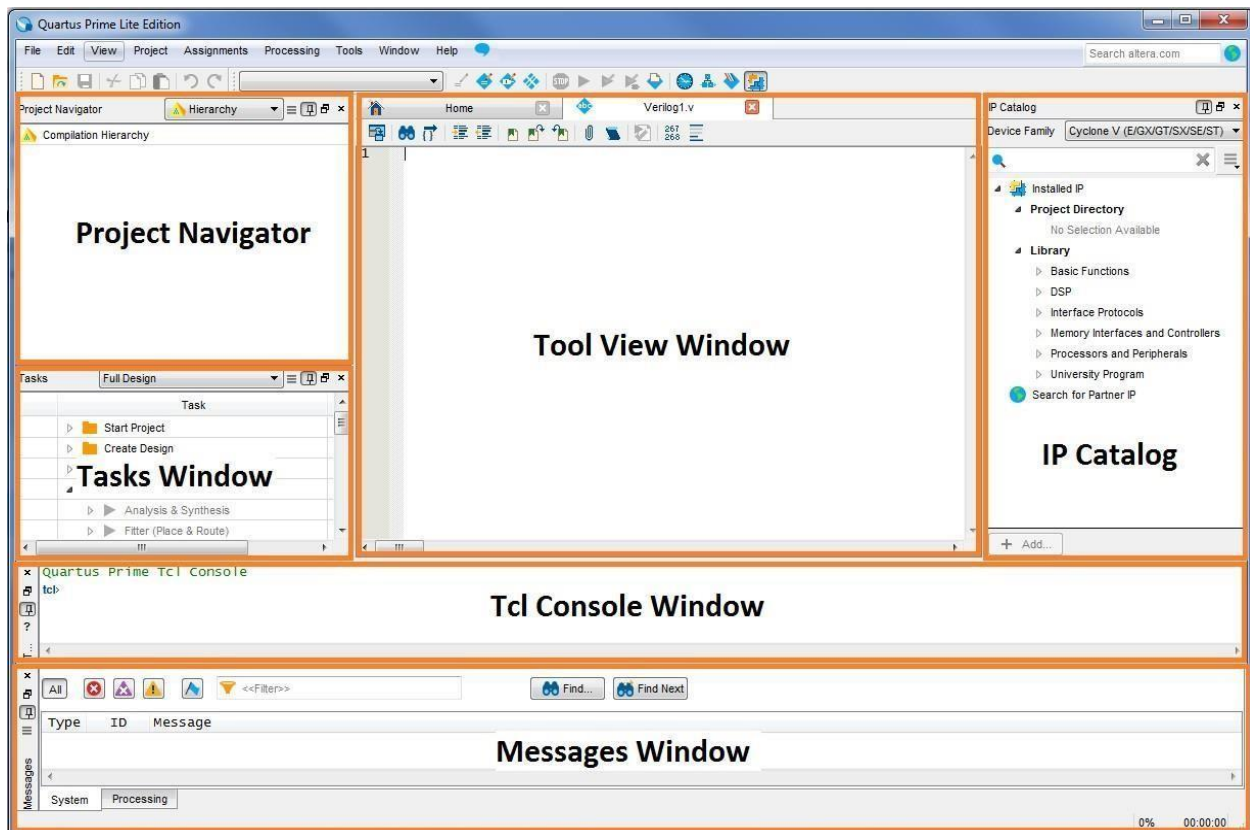 Quartus Prime Lite Edition
File Edit View Project Assignments Processing Tools Window Help
Search altera.com
STOP
Project Navigator Hierarchy
Compilation Hierarchy
Project Navigator
Tasks Full Design
Task
Start Project
Create Design
Tasks Window
Analysis & Synthesis
Fitter (Place & Route)
Home Verilog1.v
267
268
1
Tool View Window
IP Catalog
Device Family Cyclone V (E/GX/GT/SX/SE/ST)
Installed IP
Project Directory
No Selection Available
Library
Basic Functions
DSP
Interface Protocols
Memory Interfaces and Controllers
Processors and Peripherals
University Program
Search for Partner IP
IP Catalog
+ Add...
Quartus Prime Tcl Console
tcl>
Tcl Console Window
All <<Filter>> Find... Find Next
Type ID Message
Messages Window
Messages
System Processing
0% 00:00:00